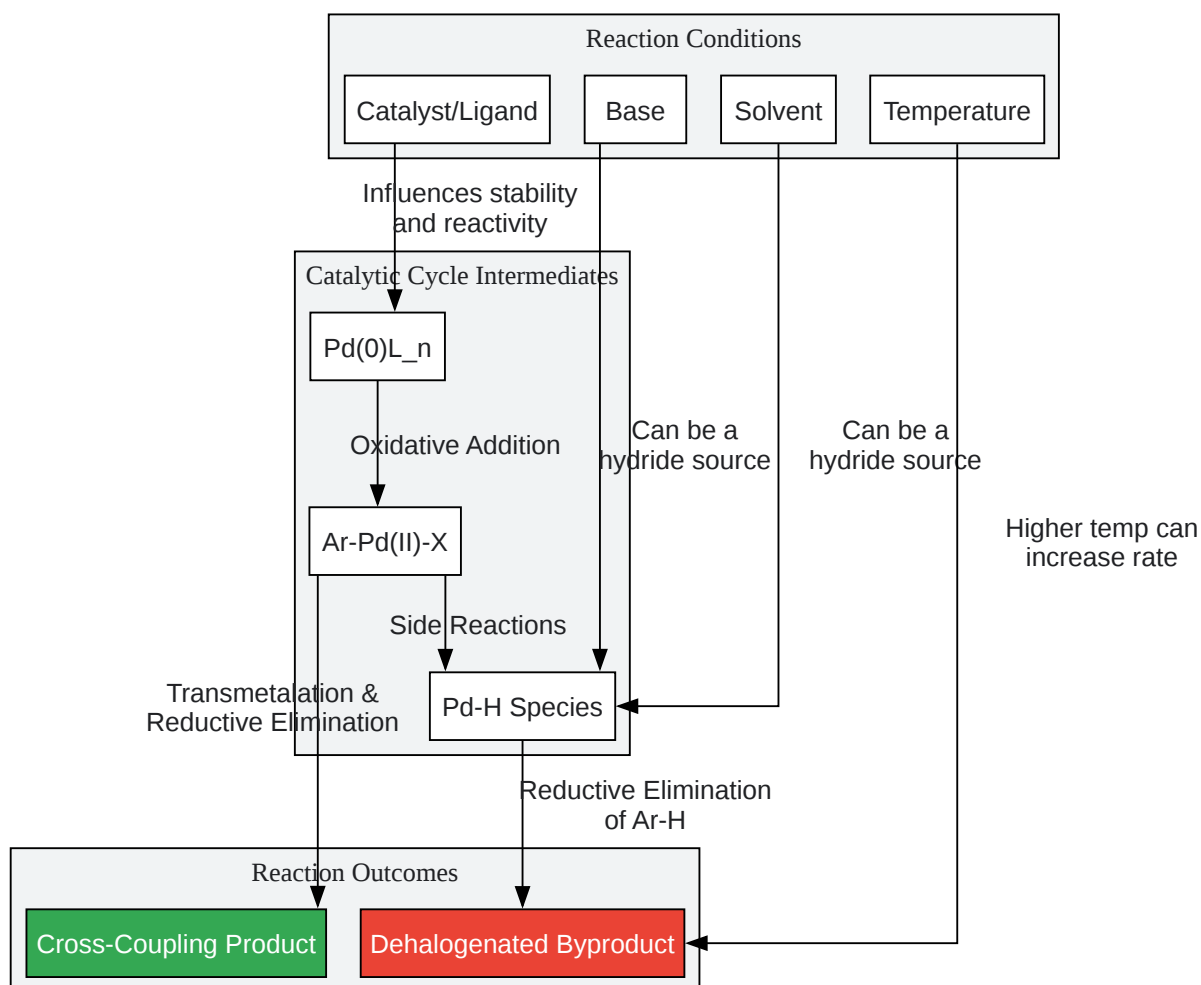 Reaction Conditions
Catalyst/Ligand
Base
Solvent
Temperature
Influences stability
and reactivity
Catalytic Cycle Intermediates
Pd(0)L_n
Oxidative Addition
Can be a
hydride source
Can be a
hydride source
Higher temp can
increase rate
Ar-Pd(II)-X
Side Reactions
Transmetalation &
Reductive Elimination
Pd-H Species
Reductive Elimination
of Ar-H
Reaction Outcomes
Cross-Coupling Product
Dehalogenated Byproduct